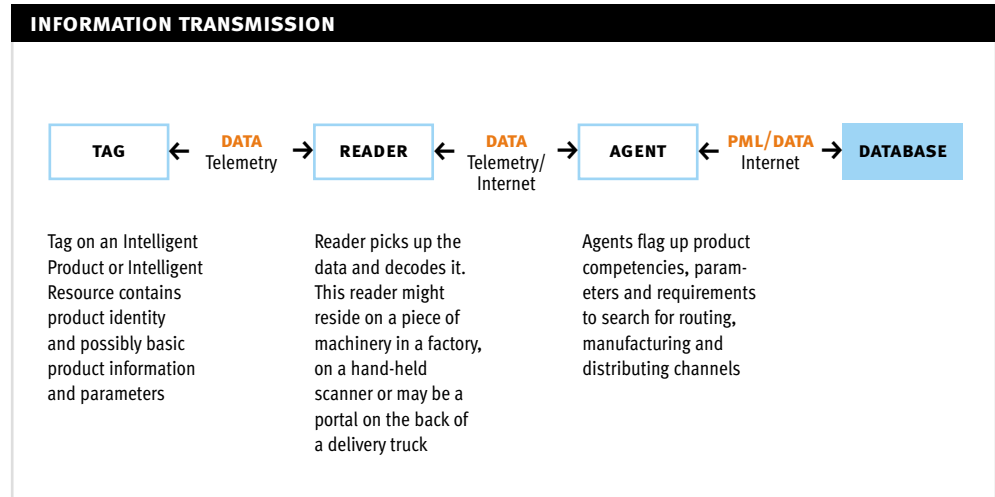 INFORMATION TRANSMISSION
TAG
DATA
Telemetry
READER
DATA
Telemetry/
Internet
AGENT
PML/DATA
Internet
DATABASE
Tag on an Intelligent
Product or Intelligent
Resource contains
product identity
and possibly basic
product information
and parameters
Reader picks up the
data and decodes it.
This reader might
reside on a piece of
machinery in a factory,
on a hand-held
scanner or may be a
portal on the back of
a delivery truck
Agents flag up product
competencies, param-
eters and requirements
to search for routing,
manufacturing and
distributing channels